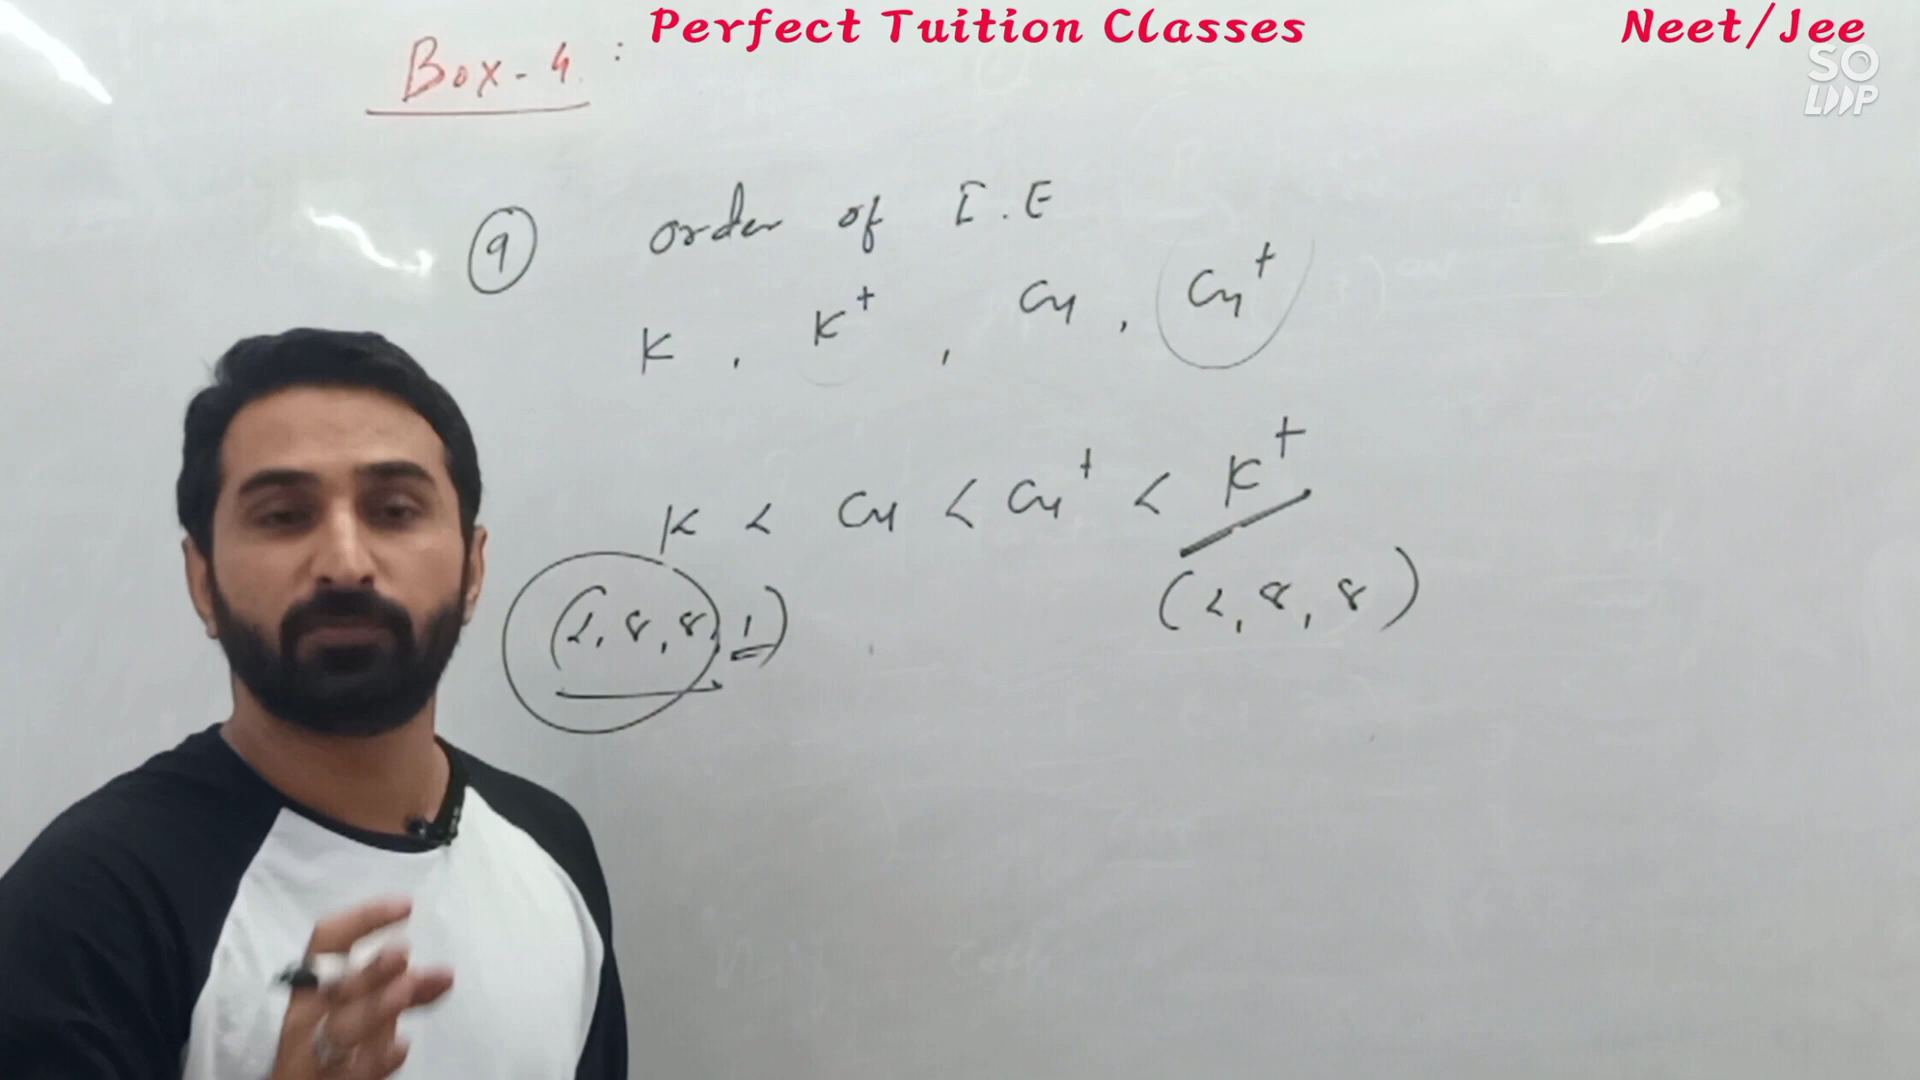 Perfect Tuition Classes Neet/Jee
SO
LOOP
Box-4 :
9 order of I.E
K , K⁺ , Cu , Cu⁺
K < Cu < Cu⁺ < K⁺
(2, 8, 8, 1) (2, 8, 8)